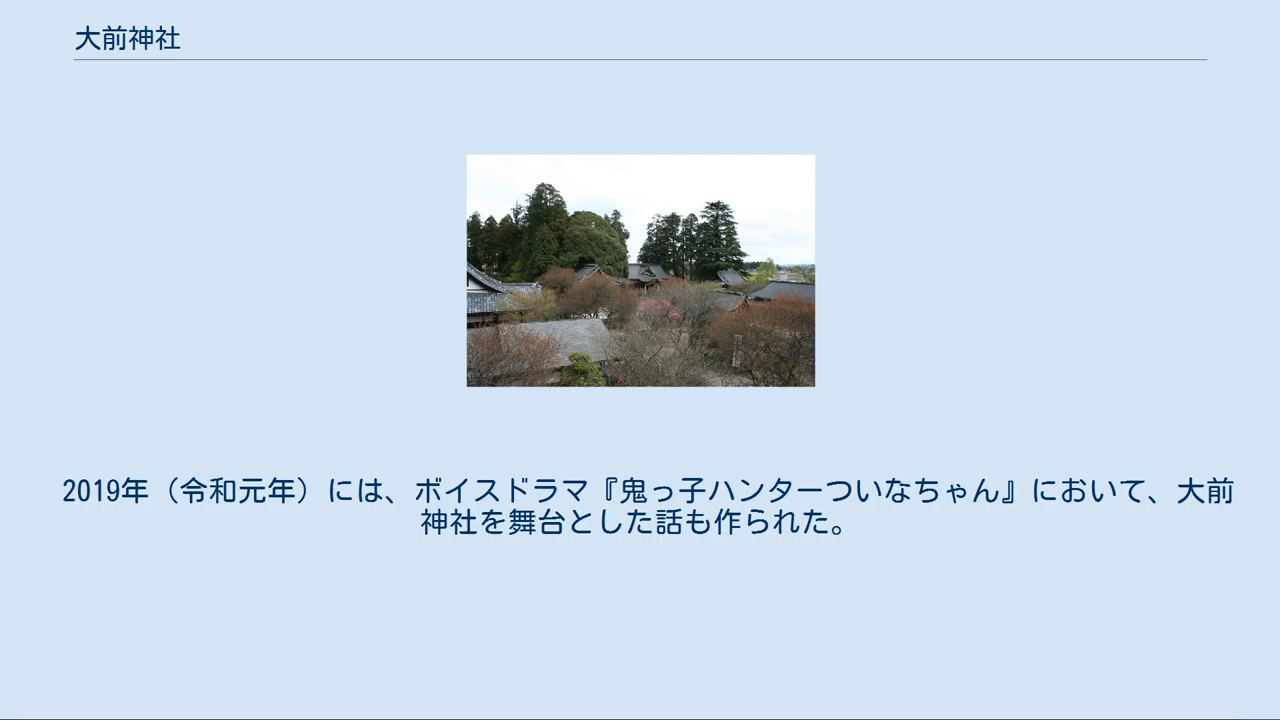 大前神社
2019年（令和元年）には、ボイスドラマ『鬼っ子ハンターついなちゃん』において、大前
神社を舞台とした話も作られた。